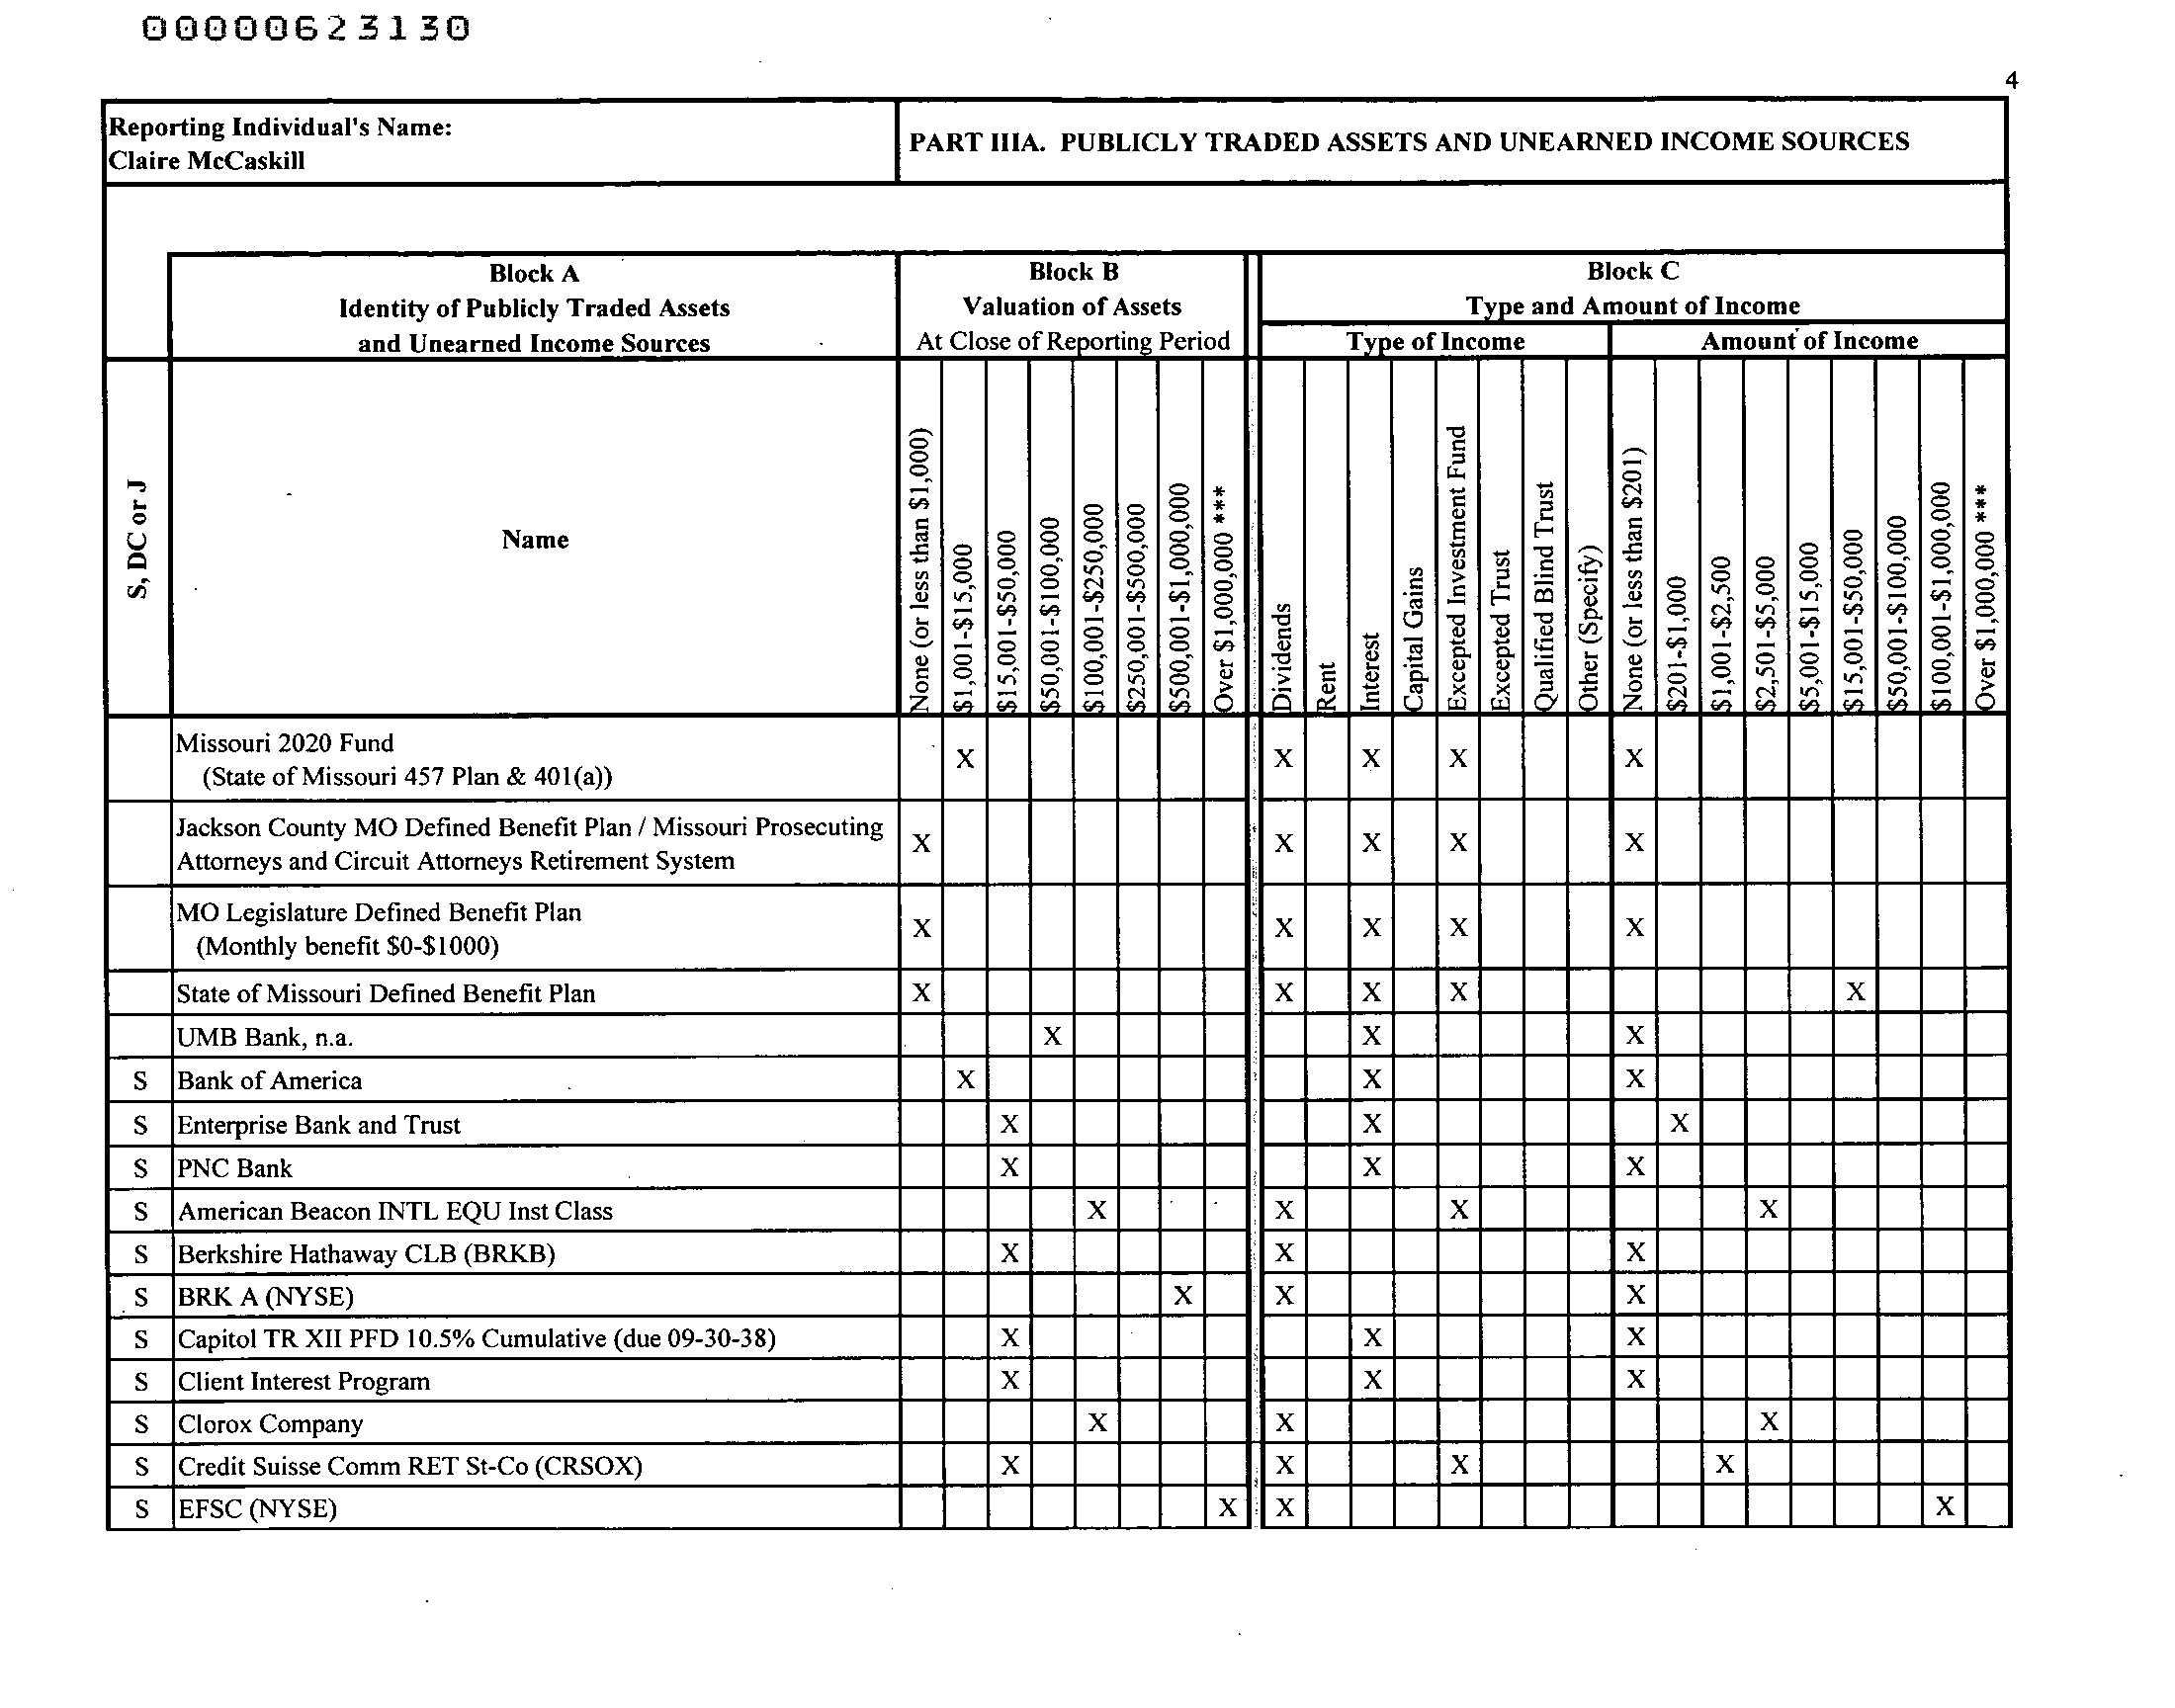 00000623130
4
Reporting Individual's Name:
Claire McCaskill
PART IIIA. PUBLICLY TRADED ASSETS AND UNEARNED INCOME SOURCES
Block A
Identity of Publicly Traded Assets
and Unearned Income Sources
Block B
Valuation of Assets
At Close of Reporting Period
Block C
Type and Amount of Income
Type of Income
Amount of Income
S, DC or J
Name
None (or less than $1,000)
$1,001-$15,000
$15,001-$50,000
$50,001-$100,000
$100,001-$250,000
$250,001-$500,000
$500,001-$1,000,000
Over $1,000,000 ***
Dividends
Rent
Interest
Capital Gains
Excepted Investment Fund
Excepted Trust
Qualified Blind Trust
Other (Specify)
None (or less than $201)
$201-$1,000
$1,001-$2,500
$2,501-$5,000
$5,001-$15,000
$15,001-$50,000
$50,001-$100,000
$100,001-$1,000,000
Over $1,000,000 ***
Missouri 2020 Fund
(State of Missouri 457 Plan & 401(a)) X X X X X
Jackson County MO Defined Benefit Plan / Missouri Prosecuting
Attorneys and Circuit Attorneys Retirement System X X X X X
MO Legislature Defined Benefit Plan
(Monthly benefit $0-$1000) X X X X X
State of Missouri Defined Benefit Plan X X X X X
UMB Bank, n.a. X X X
S Bank of America X X X
S Enterprise Bank and Trust X X X
S PNC Bank X X X
S American Beacon INTL EQU Inst Class X X X X
S Berkshire Hathaway CLB (BRKB) X X X
S BRK A (NYSE) X X X
S Capitol TR XII PFD 10.5% Cumulative (due 09-30-38) X X X
S Client Interest Program X X X
S Clorox Company X X X
S Credit Suisse Comm RET St-Co (CRSOX) X X X X
S EFSC (NYSE) X X X